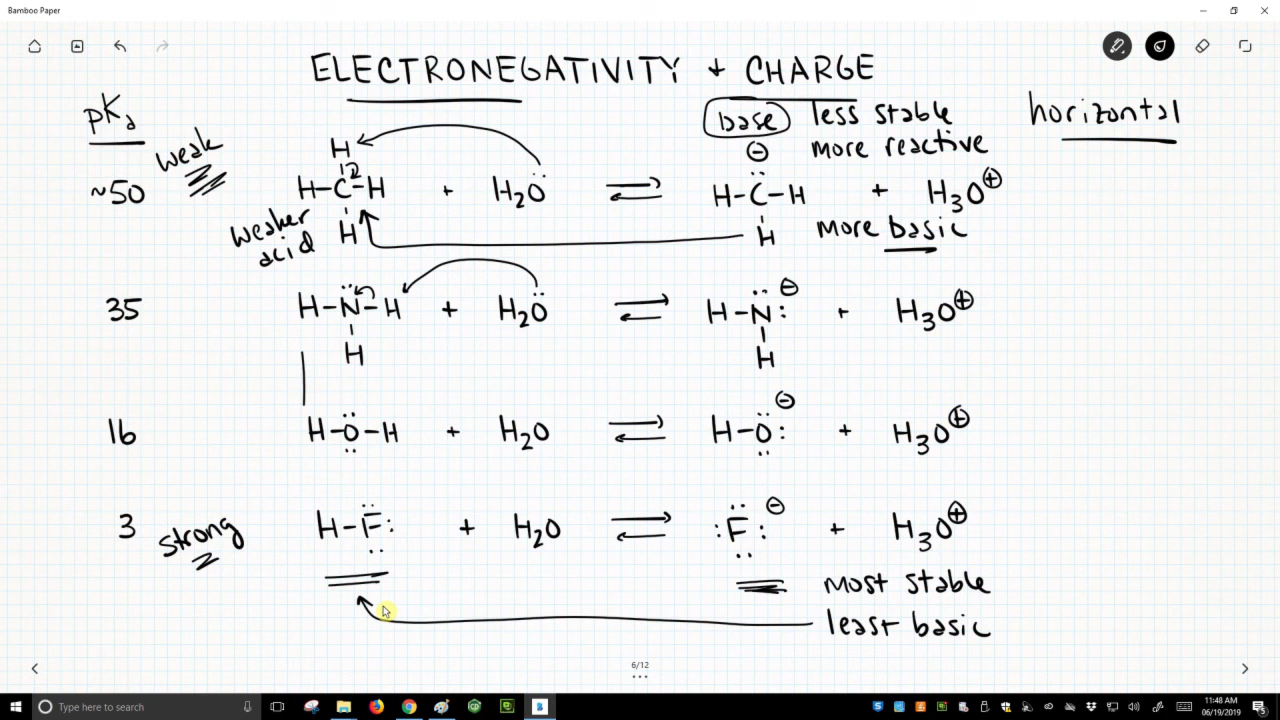 Bamboo Paper
ELECTRONEGATIVITY + CHARGE
pKa
horizontal
weak
base
less stable
more reactive
~50
H
H-C-H + H2O ⇌ H-C-H + H3O⊕
H
⊖
H
weaker
acid
more basic
35
H-N-H + H2O ⇌ H-N: ⊖ + H3O⊕
H
H
16
H-O-H + H2O ⇌ H-O: ⊖ + H3O⊕
3
strong
H-F: + H2O ⇌ :F: ⊖ + H3O⊕
most stable
least basic
6/12
Type here to search
11:48 AM
06/19/2019
5